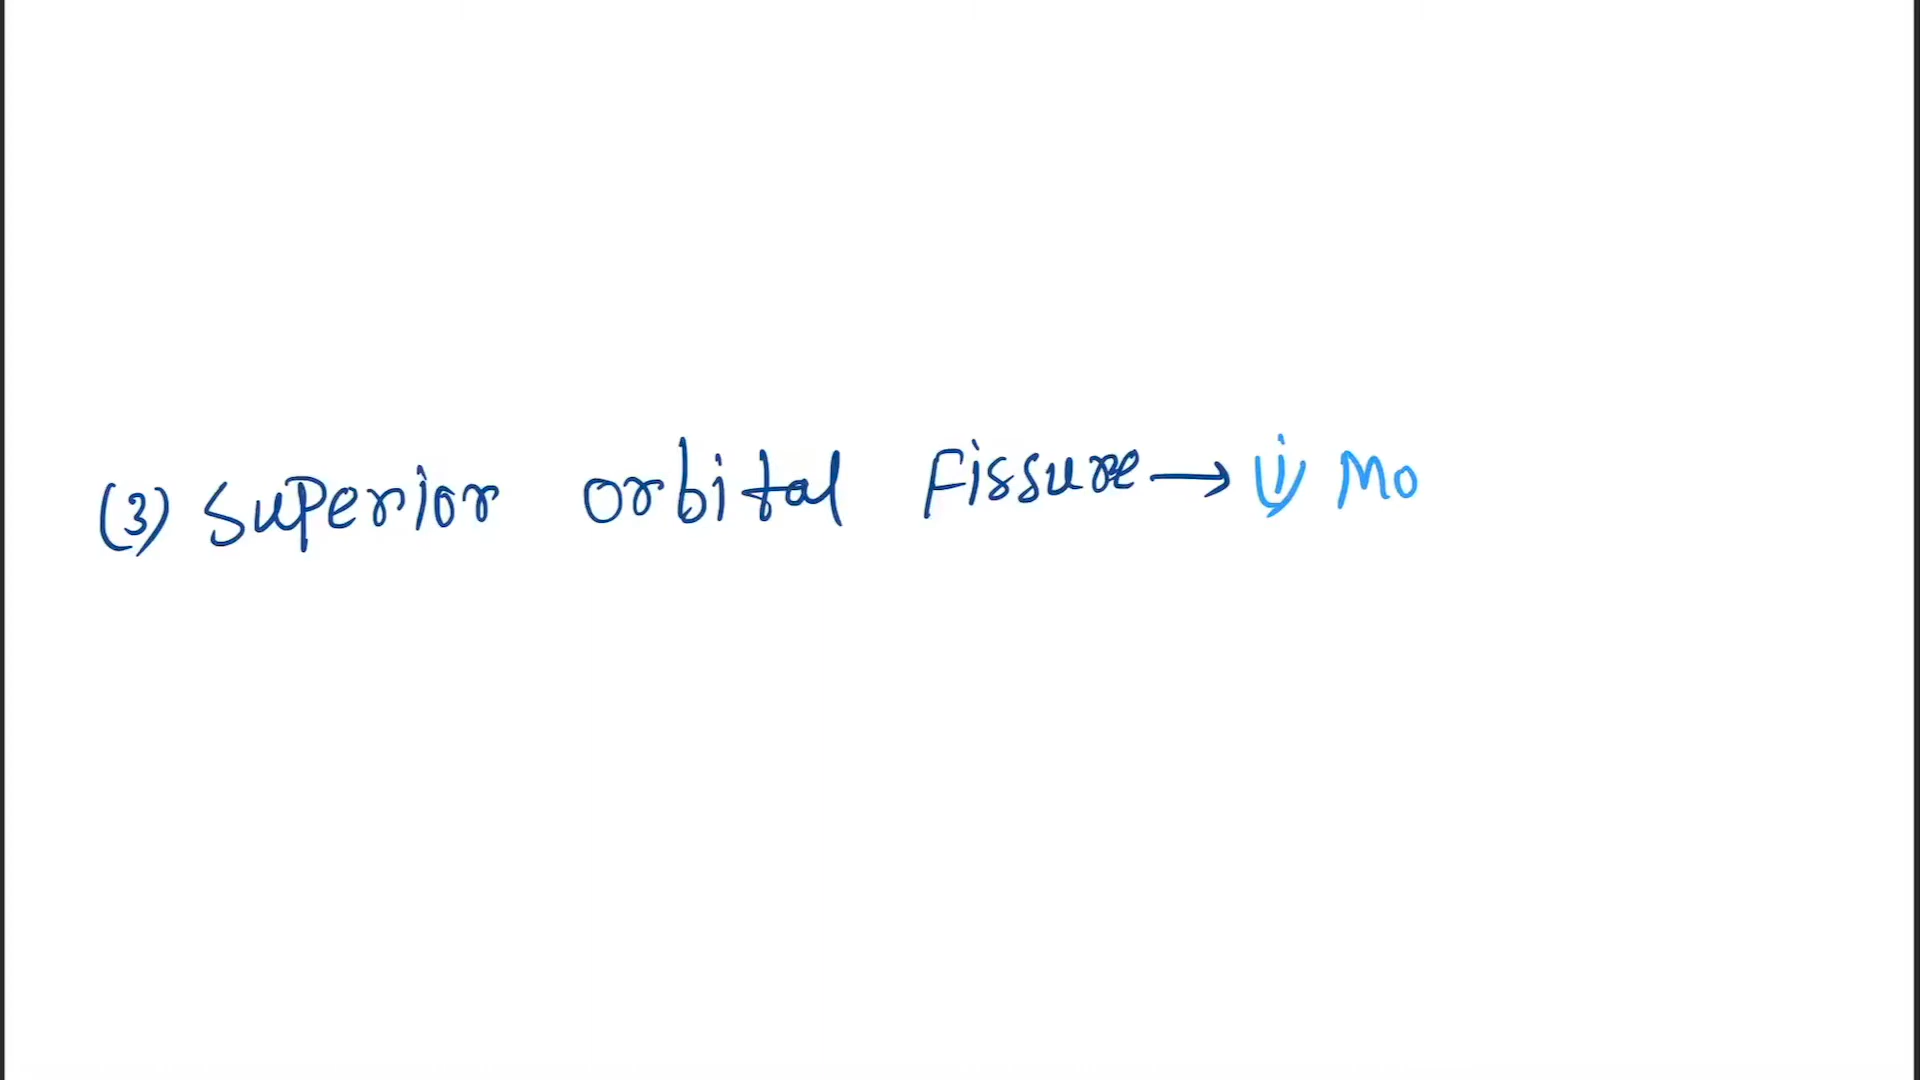 (3) Superior orbital Fissure → (i) Mo